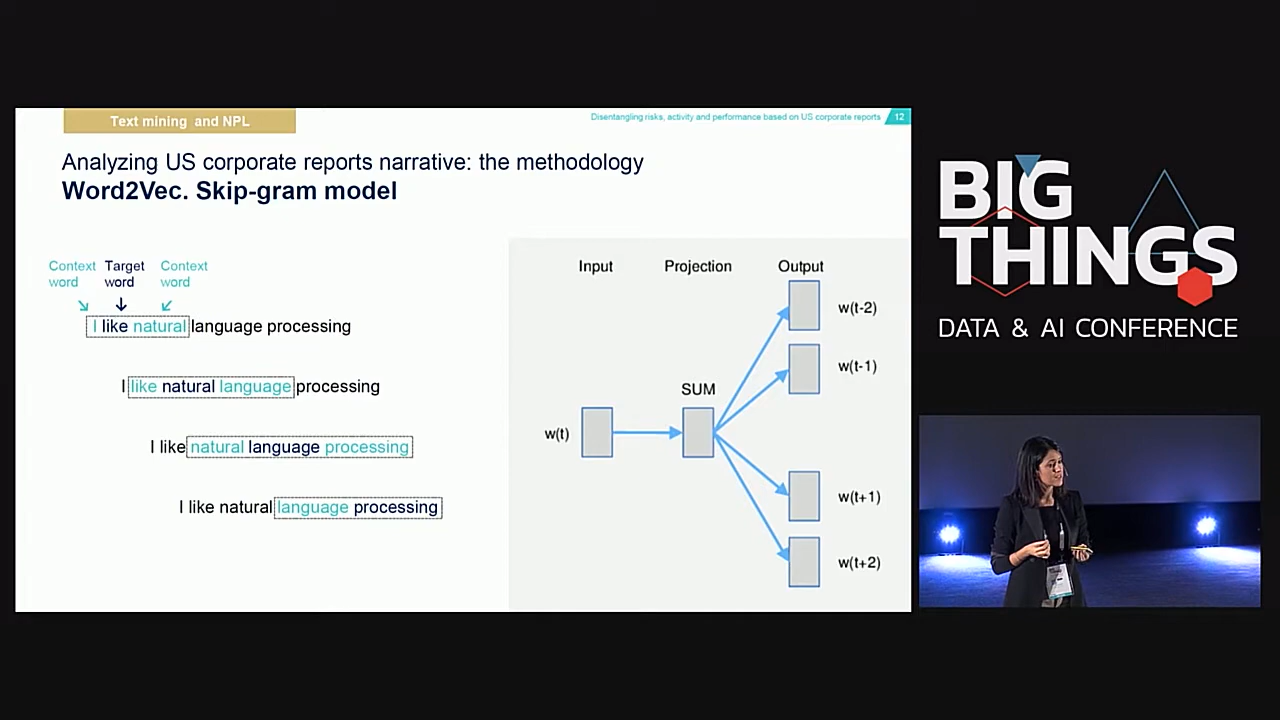 Text mining and NPL
Disentangling risks, activity and performance based on US corporate reports
12
Analyzing US corporate reports narrative: the methodology
Word2Vec. Skip-gram model
Context word
Target word
Context word
I like natural language processing
I like natural language processing
I like natural language processing
I like natural language processing
Input
Projection
Output
w(t)
SUM
w(t-2)
w(t-1)
w(t+1)
w(t+2)
BIG
THINGS
DATA & AI CONFERENCE